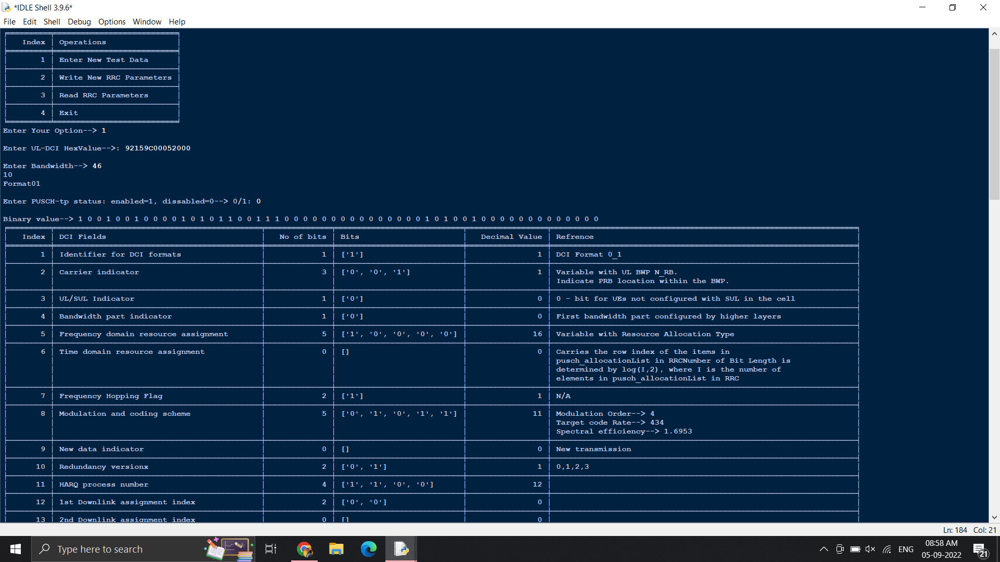 *IDLE Shell 3.9.6*
File Edit Shell Debug Options Window Help
Index Operations
1 Enter New Test Data
2 Write New RRC Parameters
3 Read RRC Parameters
4 Exit
Enter Your Option--> 1
Enter UL-DCI HexValue-->: 92159C00052000
Enter Bandwidth--> 46
10
Format01
Enter PUSCH-tp status: enabled=1, dissabled=0--> 0/1: 0
Binary value--> 1 0 0 1 0 0 1 0 0 0 0 1 0 1 0 1 1 0 0 1 1 1 0 0 0 0 0 0 0 0 0 0 0 0 0 0 0 1 0 1 0 0 1 0 0 0 0 0 0 0 0 0 0 0 0 0
Index DCI Fields No of bits Bits Decimal Value Refrence
1 Identifier for DCI formats 1 ['1'] 1 DCI Format 0_1
2 Carrier indicator 3 ['0', '0', '1'] 1 Variable with UL BWP N_RB.
Indicate PRB location within the BWP.
3 UL/SUL Indicator 1 ['0'] 0 0 - bit for UEs not configured with SUL in the cell
4 Bandwidth part indicator 1 ['0'] 0 First bandwidth part configured by higher layers
5 Frequency domain resource assignment 5 ['1', '0', '0', '0', '0'] 16 Variable with Resource Allocation Type
6 Time domain resource assignment 0 [] 0 Carries the row index of the items in
pusch_allocationList in RRCNumber of Bit Length is
determined by log(I,2), where I is the number of
elements in pusch_allocationList in RRC
7 Frequency Hopping Flag 2 ['1'] 1 N/A
8 Modulation and coding scheme 5 ['0', '1', '0', '1', '1'] 11 Modulation Order--> 4
Target code Rate--> 434
Spectral efficiency--> 1.6953
9 New data indicator 0 [] 0 New transmission
10 Redundancy versionx 2 ['0', '1'] 1 0,1,2,3
11 HARQ process number 4 ['1', '1', '0', '0'] 12
12 1st Downlink assignment index 2 ['0', '0'] 0
13 2nd Downlink assignment index 0 [] 0
Ln: 184 Col: 21
Type here to search
ENG
08:58 AM
05-09-2022
21